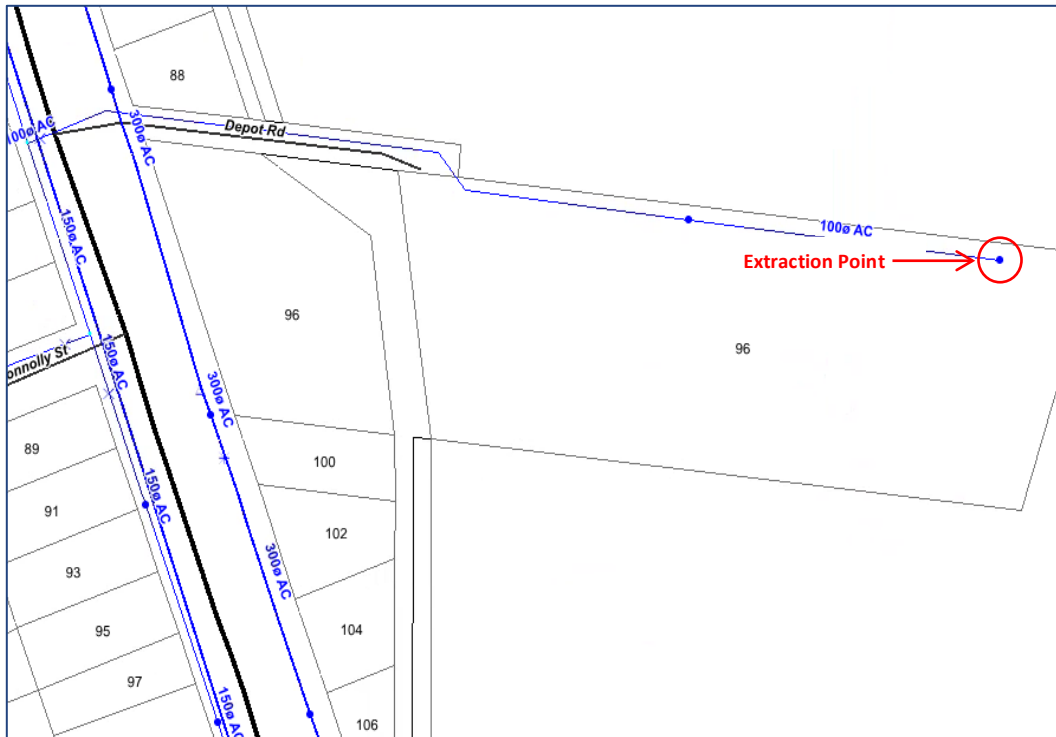 88
300ø AC
100ø AC
Depot Rd
150ø AC
100ø AC
Extraction Point
96
96
150ø AC
onnolly St
300ø AC
89
100
150ø AC
91
102
300ø AC
93
95
104
97
150ø AC
106